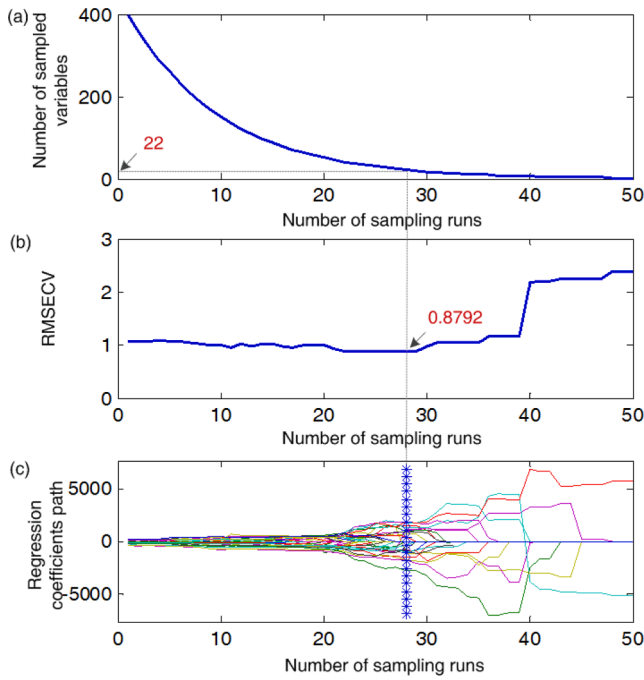 (a)
Number of sampled
variables
400
200
0
22
0 10 20 30 40 50
Number of sampling runs
(b)
RMSECV
3
2
1
0
0.8792
0 10 20 30 40 50
Number of sampling runs
(c)
Regression
coefficients path
5000
0
-5000
0 10 20 30 40 50
Number of sampling runs